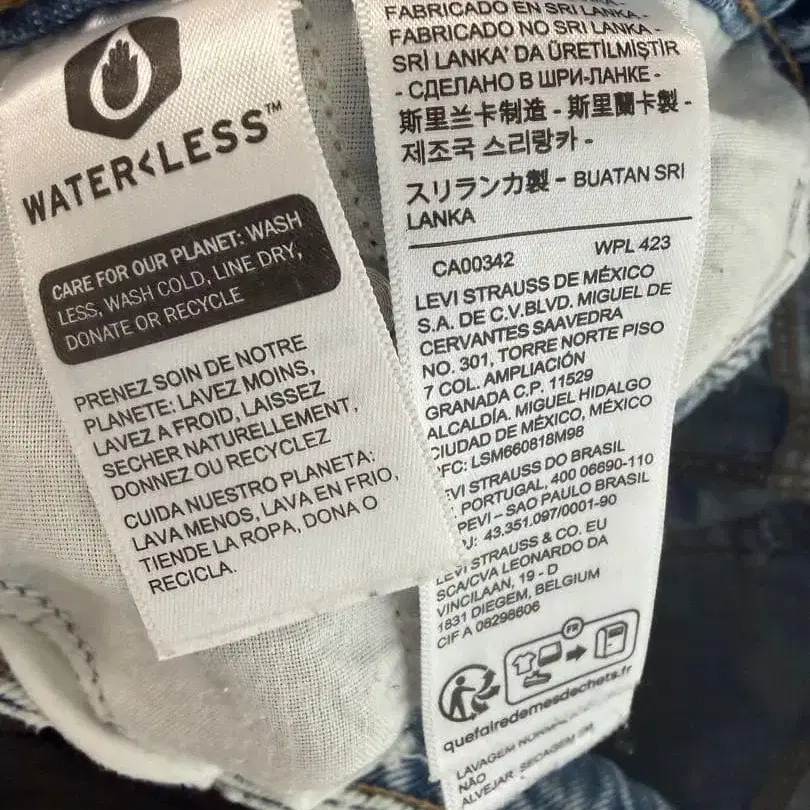 WATER<LESS™
CARE FOR OUR PLANET: WASH
LESS, WASH COLD, LINE DRY,
DONATE OR RECYCLE
PRENEZ SOIN DE NOTRE
PLANETE: LAVEZ MOINS,
LAVEZ A FROID, LAISSEZ
SECHER NATURELLEMENT,
DONNEZ OU RECYCLEZ
CUIDA NUESTRO PLANETA:
LAVA MENOS, LAVA EN FRIO,
TIENDE LA ROPA, DONA O
RECICLA.
FABRICADO EN SRI LANKA -
FABRICADO NO SRI LANKA -
SRİ LANKA' DA ÜRETİLMİŞTİR
- СДЕЛАНО В ШРИ-ЛАНКЕ -
斯里兰卡制造 - 斯里蘭卡製 -
제조국 스리랑카 -
スリランカ製 - BUATAN SRI
LANKA
CA00342 WPL 423
LEVI STRAUSS DE MÉXICO
S.A. DE C.V.BLVD. MIGUEL DE
CERVANTES SAAVEDRA
NO. 301, TORRE NORTE PISO
7 COL. AMPLIACIÓN
GRANADA C.P. 11529
ALCALDÍA. MIGUEL HIDALGO
CIUDAD DE MÉXICO, MÉXICO
FC: LSM660818M98
EVI STRAUSS DO BRASIL
. PORTUGAL, 400 06690-110
PEVI – SAO PAULO BRASIL
J: 43.351.097/0001-90
LEVI STRAUSS & CO. EU
SCA/CVA LEONARDO DA
VINCILAAN, 19 - D
1831 DIEGEM, BELGIUM
CIF A 08298606
FR
quefairedemesdechets.fr
LAVAGEM NORMAL
NÃO
ALVEJAR. SECAGEM EM